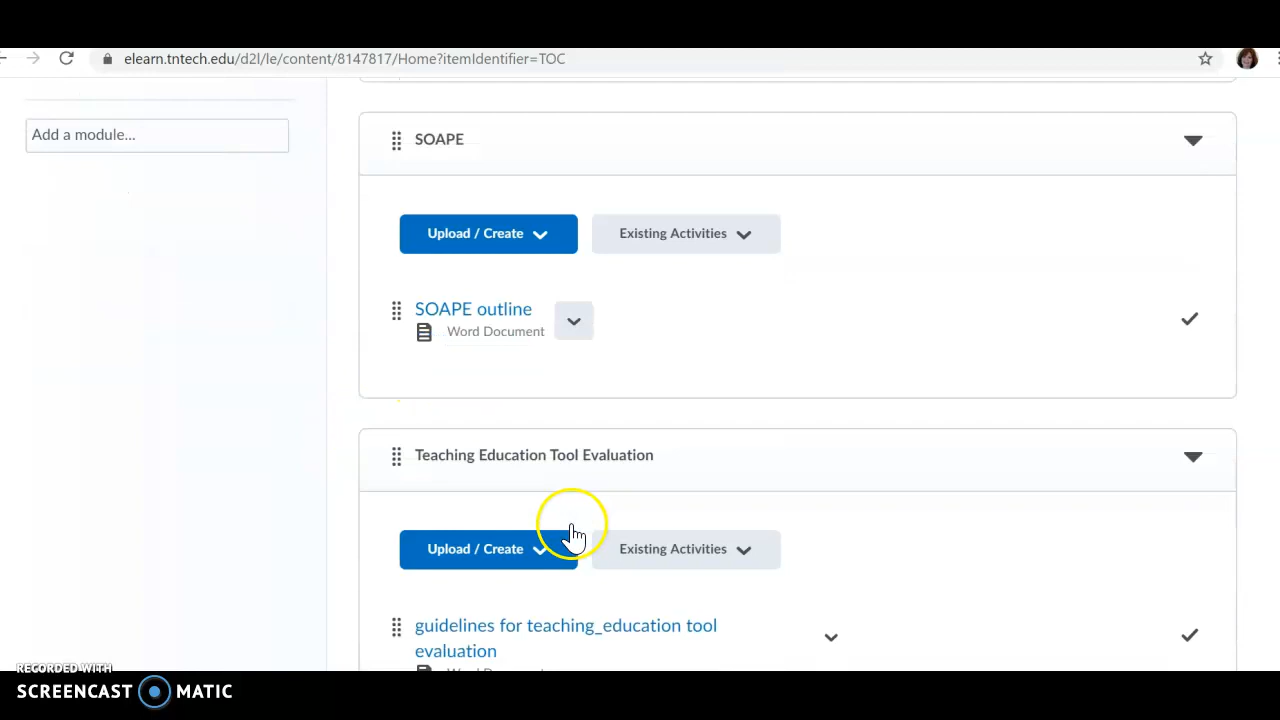 elearn.tntech.edu/d2l/le/content/8147817/Home?itemIdentifier=TOC
Add a module...
SOAPE
Upload / Create
Existing Activities
SOAPE outline
Word Document
Teaching Education Tool Evaluation
Upload / Create
Existing Activities
guidelines for teaching_education tool
evaluation
Word Document
RECORDED WITH
SCREENCAST MATIC